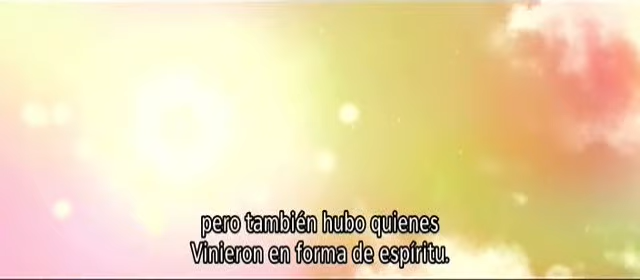 pero también hubo quienes
Vinieron en forma de espíritu.